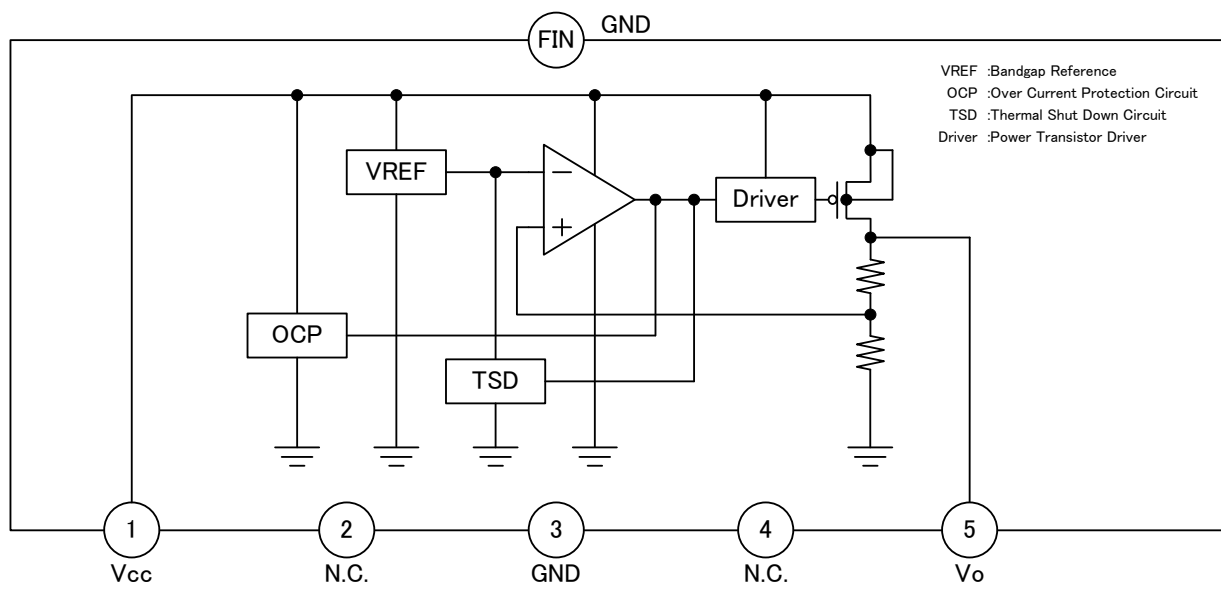 FIN GND
VREF :Bandgap Reference
OCP :Over Current Protection Circuit
TSD :Thermal Shut Down Circuit
Driver :Power Transistor Driver
VREF
−
+
Driver
OCP
TSD
1 2 3 4 5
Vcc N.C. GND N.C. Vo